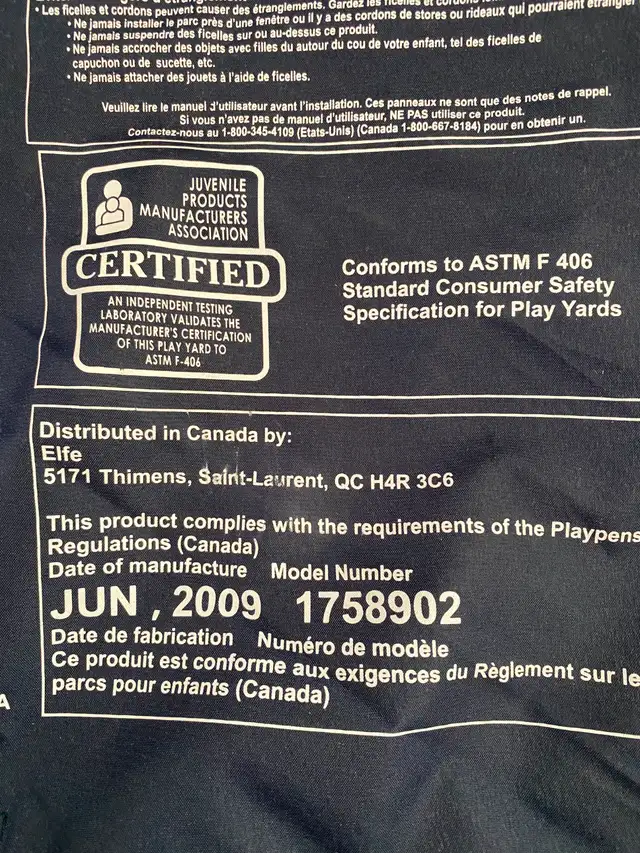 • Les ficelles et cordons peuvent causer des étranglements. Gardez les ficelles et cordons
• Ne jamais installer le parc près d'une fenêtre ou il y a des cordons de stores ou rideaux qui pourraient étrangler
• Ne jamais suspendre des ficelles sur ou au-dessus ce produit.
• Ne jamais accrocher des objets avec filles du autour du cou de votre enfant, tel des ficelles de
capuchon ou de sucette, etc.
• Ne jamais attacher des jouets à l'aide de ficelles.
Veuillez lire le manuel d'utilisateur avant l'installation. Ces panneaux ne sont que des notes de rappel.
Si vous n'avez pas de manuel d'utilisateur, NE PAS utiliser ce produit.
Contactez-nous au 1-800-345-4109 (Etats-Unis) (Canada 1-800-667-8184) pour en obtenir un.
JUVENILE
PRODUCTS
MANUFACTURERS
ASSOCIATION
CERTIFIED
AN INDEPENDENT TESTING
LABORATORY VALIDATES THE
MANUFACTURER'S CERTIFICATION
OF THIS PLAY YARD TO
ASTM F-406
Conforms to ASTM F 406
Standard Consumer Safety
Specification for Play Yards
Distributed in Canada by:
Elfe
5171 Thimens, Saint-Laurent, QC H4R 3C6
This product complies with the requirements of the Playpens
Regulations (Canada)
Date of manufacture Model Number
JUN , 2009 1758902
Date de fabrication Numéro de modèle
Ce produit est conforme aux exigences du Règlement sur le
parcs pour enfants (Canada)
A